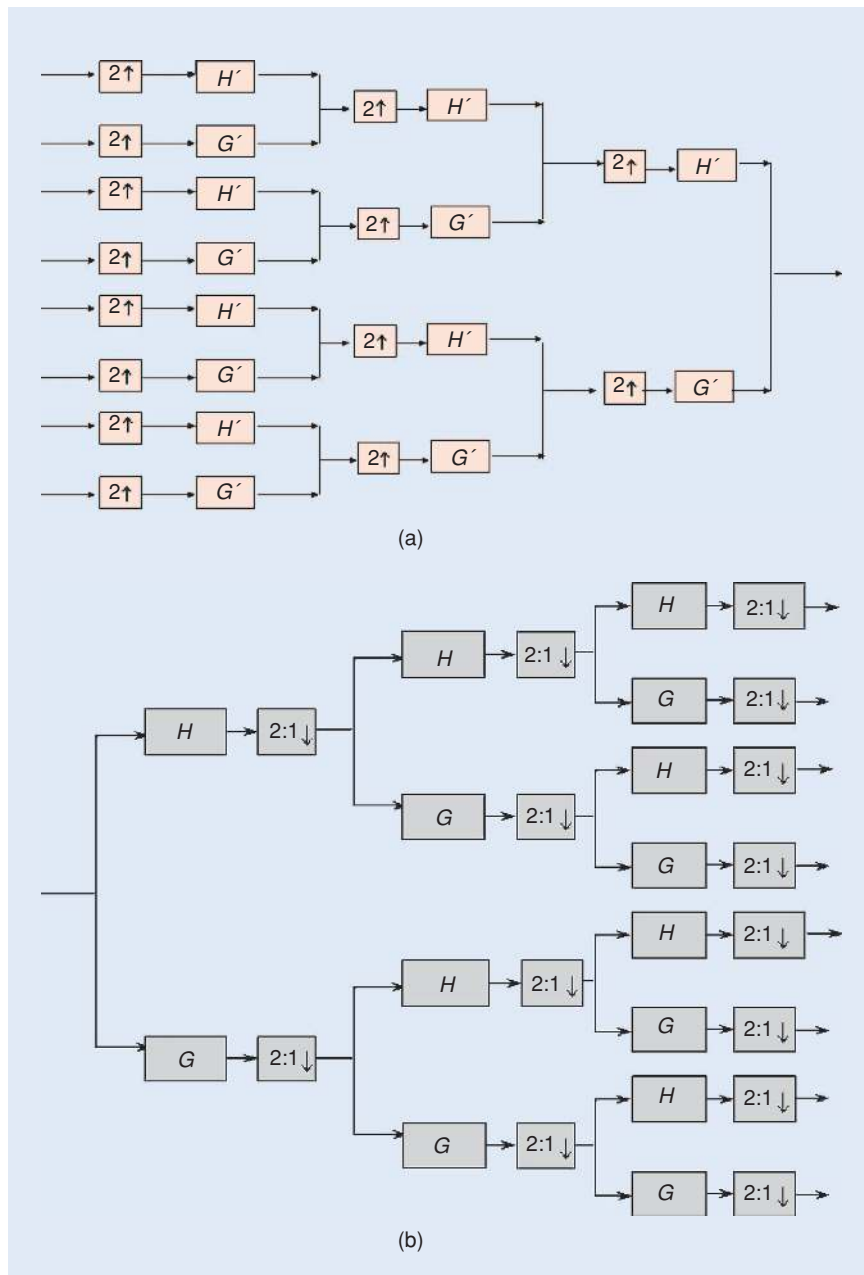 2↑ H′
2↑ H′
2↑ G′
2↑ H′
2↑ H′
2↑ G′
2↑ G′
2↑ H′
2↑ H′
2↑ G′
2↑ G′
2↑ H′
2↑ G′
2↑ G′
(a)
H 2:1↓
H 2:1↓
G 2:1↓
H 2:1↓
H 2:1↓
G 2:1↓
G 2:1↓
H 2:1↓
H 2:1↓
G 2:1↓
G 2:1↓
H 2:1↓
G 2:1↓
G 2:1↓
(b)